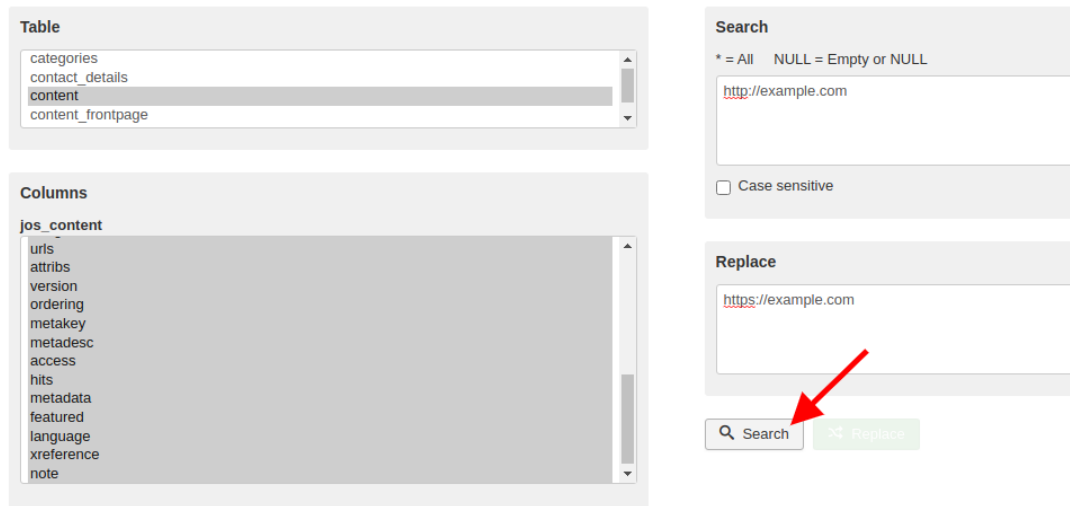 Table
categories
contact_details
content
content_frontpage
Columns
jos_content
urls
attribs
version
ordering
metakey
metadesc
access
hits
metadata
featured
language
xreference
note
Search
* = All NULL = Empty or NULL
http://example.com
Case sensitive
Replace
https://example.com
Search Replace